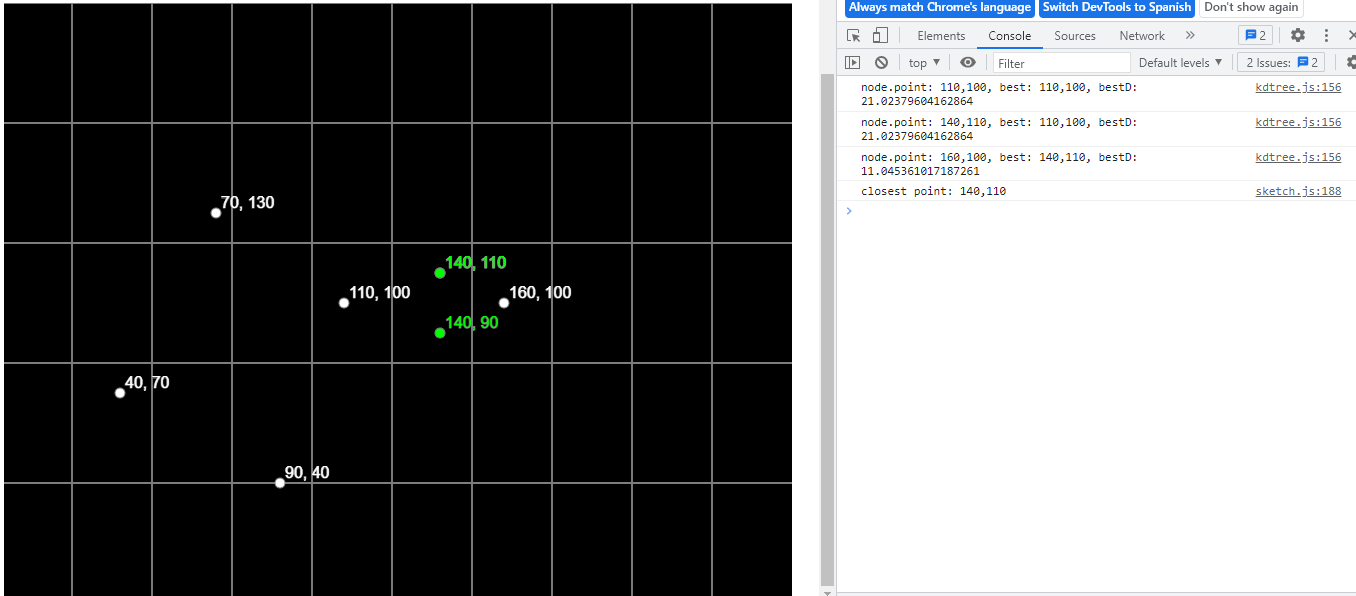 70, 130
140, 110
110, 100
160, 100
140, 90
40, 70
90, 40
Always match Chrome's language Switch DevTools to Spanish Don't show again
Elements Console Sources Network » 2
top ▼ Filter Default levels ▼ 2 Issues: 2
node.point: 110,100, best: 110,100, bestD: kdtree.js:156
21.02379604162864
node.point: 140,110, best: 110,100, bestD: kdtree.js:156
21.02379604162864
node.point: 160,100, best: 140,110, bestD: kdtree.js:156
11.045361017187261
closest point: 140,110 sketch.js:188